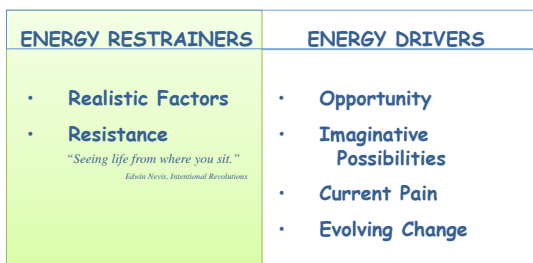 ENERGY RESTRAINERS
• Realistic Factors
• Resistance
“Seeing life from where you sit.”
Edwin Nevis, Intentional Revolutions
ENERGY DRIVERS
• Opportunity
• Imaginative
Possibilities
• Current Pain
• Evolving Change